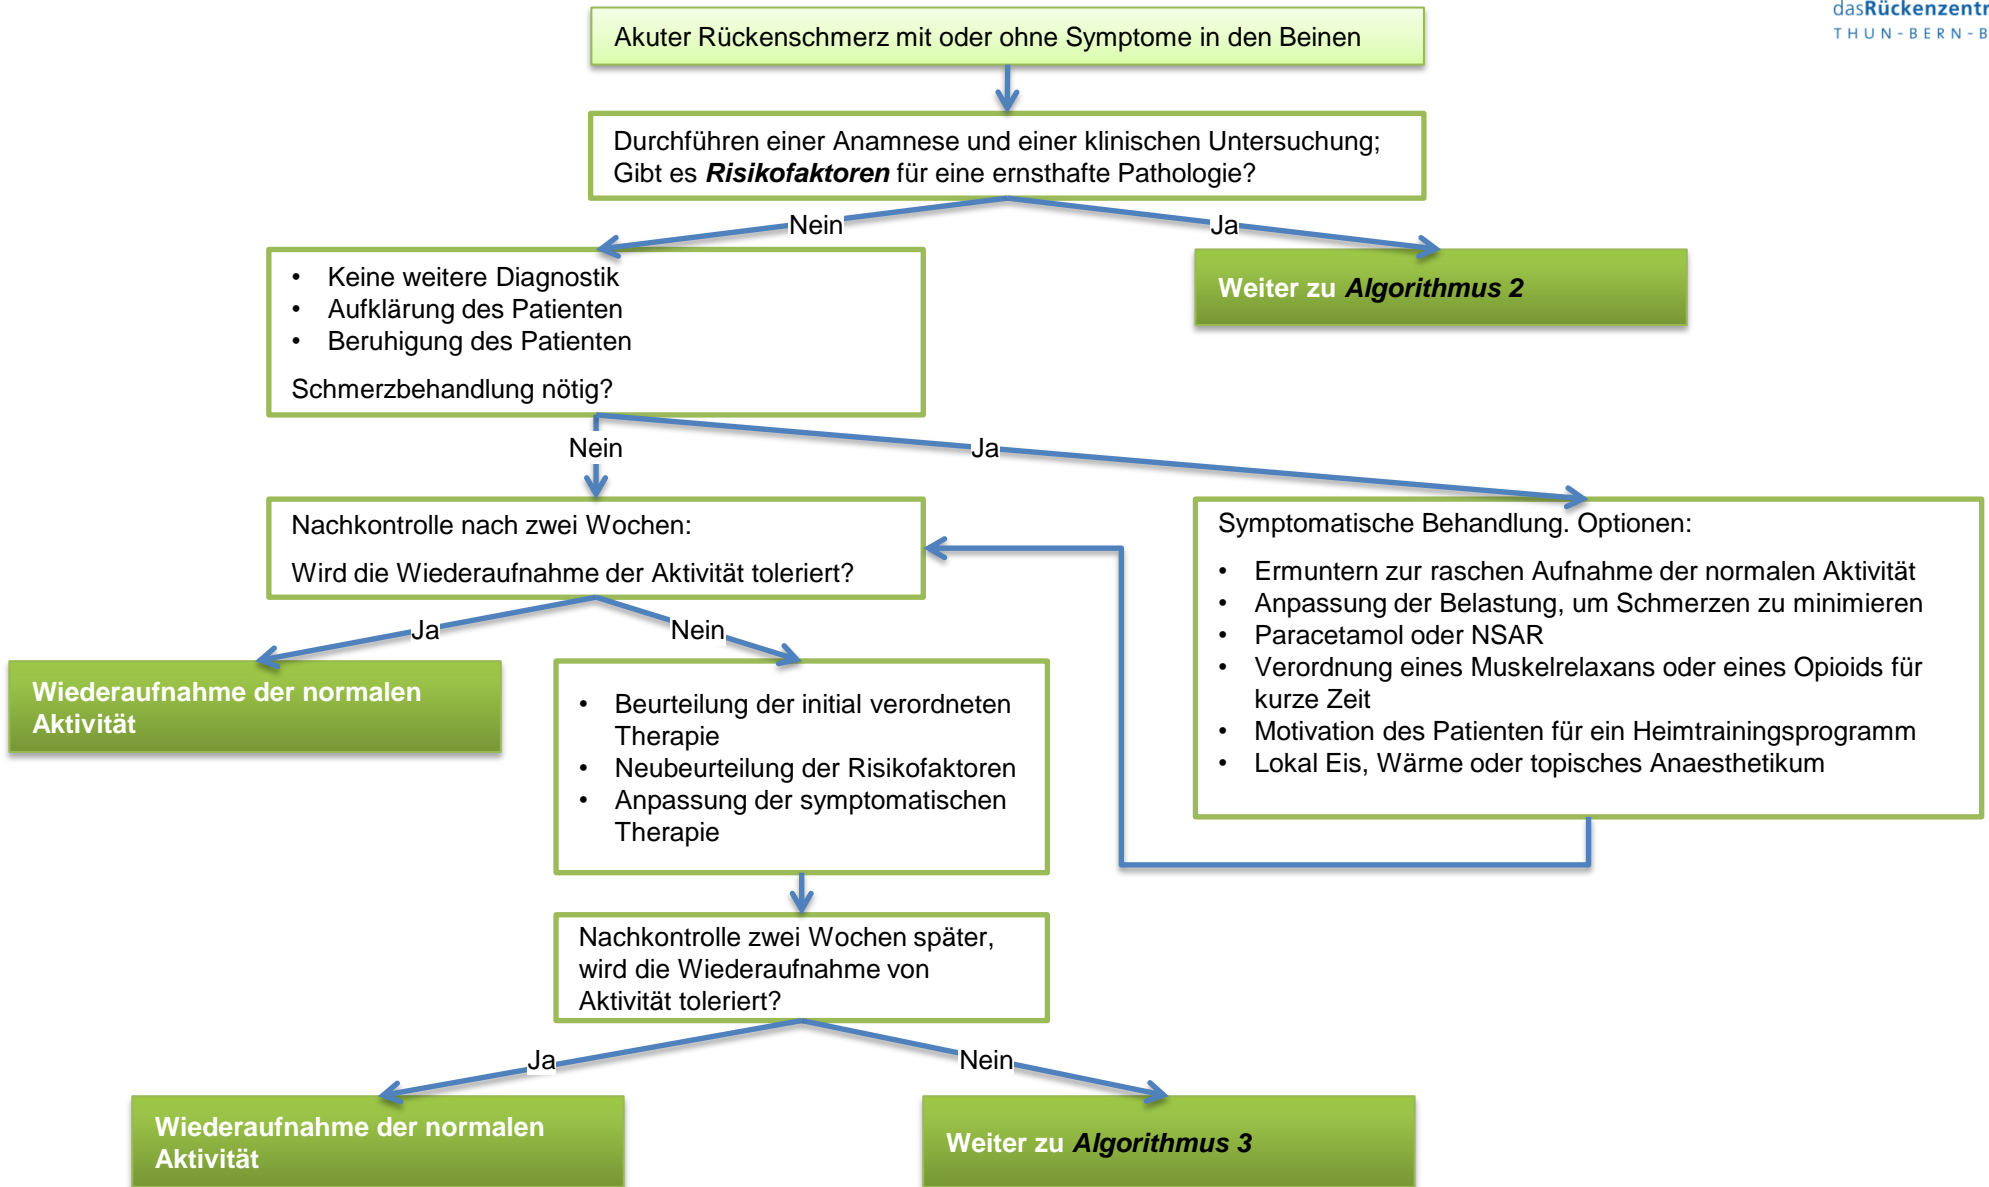 dasRückenzentr
THUN-BERN-B
Akuter Rückenschmerz mit oder ohne Symptome in den Beinen
Durchführen einer Anamnese und einer klinischen Untersuchung;
Gibt es Risikofaktoren für eine ernsthafte Pathologie?
Nein
Ja
• Keine weitere Diagnostik
• Aufklärung des Patienten
• Beruhigung des Patienten
Schmerzbehandlung nötig?
Weiter zu Algorithmus 2
Nein
Ja
Nachkontrolle nach zwei Wochen:
Wird die Wiederaufnahme der Aktivität toleriert?
Symptomatische Behandlung. Optionen:
• Ermuntern zur raschen Aufnahme der normalen Aktivität
• Anpassung der Belastung, um Schmerzen zu minimieren
• Paracetamol oder NSAR
• Verordnung eines Muskelrelaxans oder eines Opioids für
kurze Zeit
• Motivation des Patienten für ein Heimtrainingsprogramm
• Lokal Eis, Wärme oder topisches Anaesthetikum
Ja
Nein
Wiederaufnahme der normalen
Aktivität
• Beurteilung der initial verordneten
Therapie
• Neubeurteilung der Risikofaktoren
• Anpassung der symptomatischen
Therapie
Nachkontrolle zwei Wochen später,
wird die Wiederaufnahme von
Aktivität toleriert?
Ja
Nein
Wiederaufnahme der normalen
Aktivität
Weiter zu Algorithmus 3